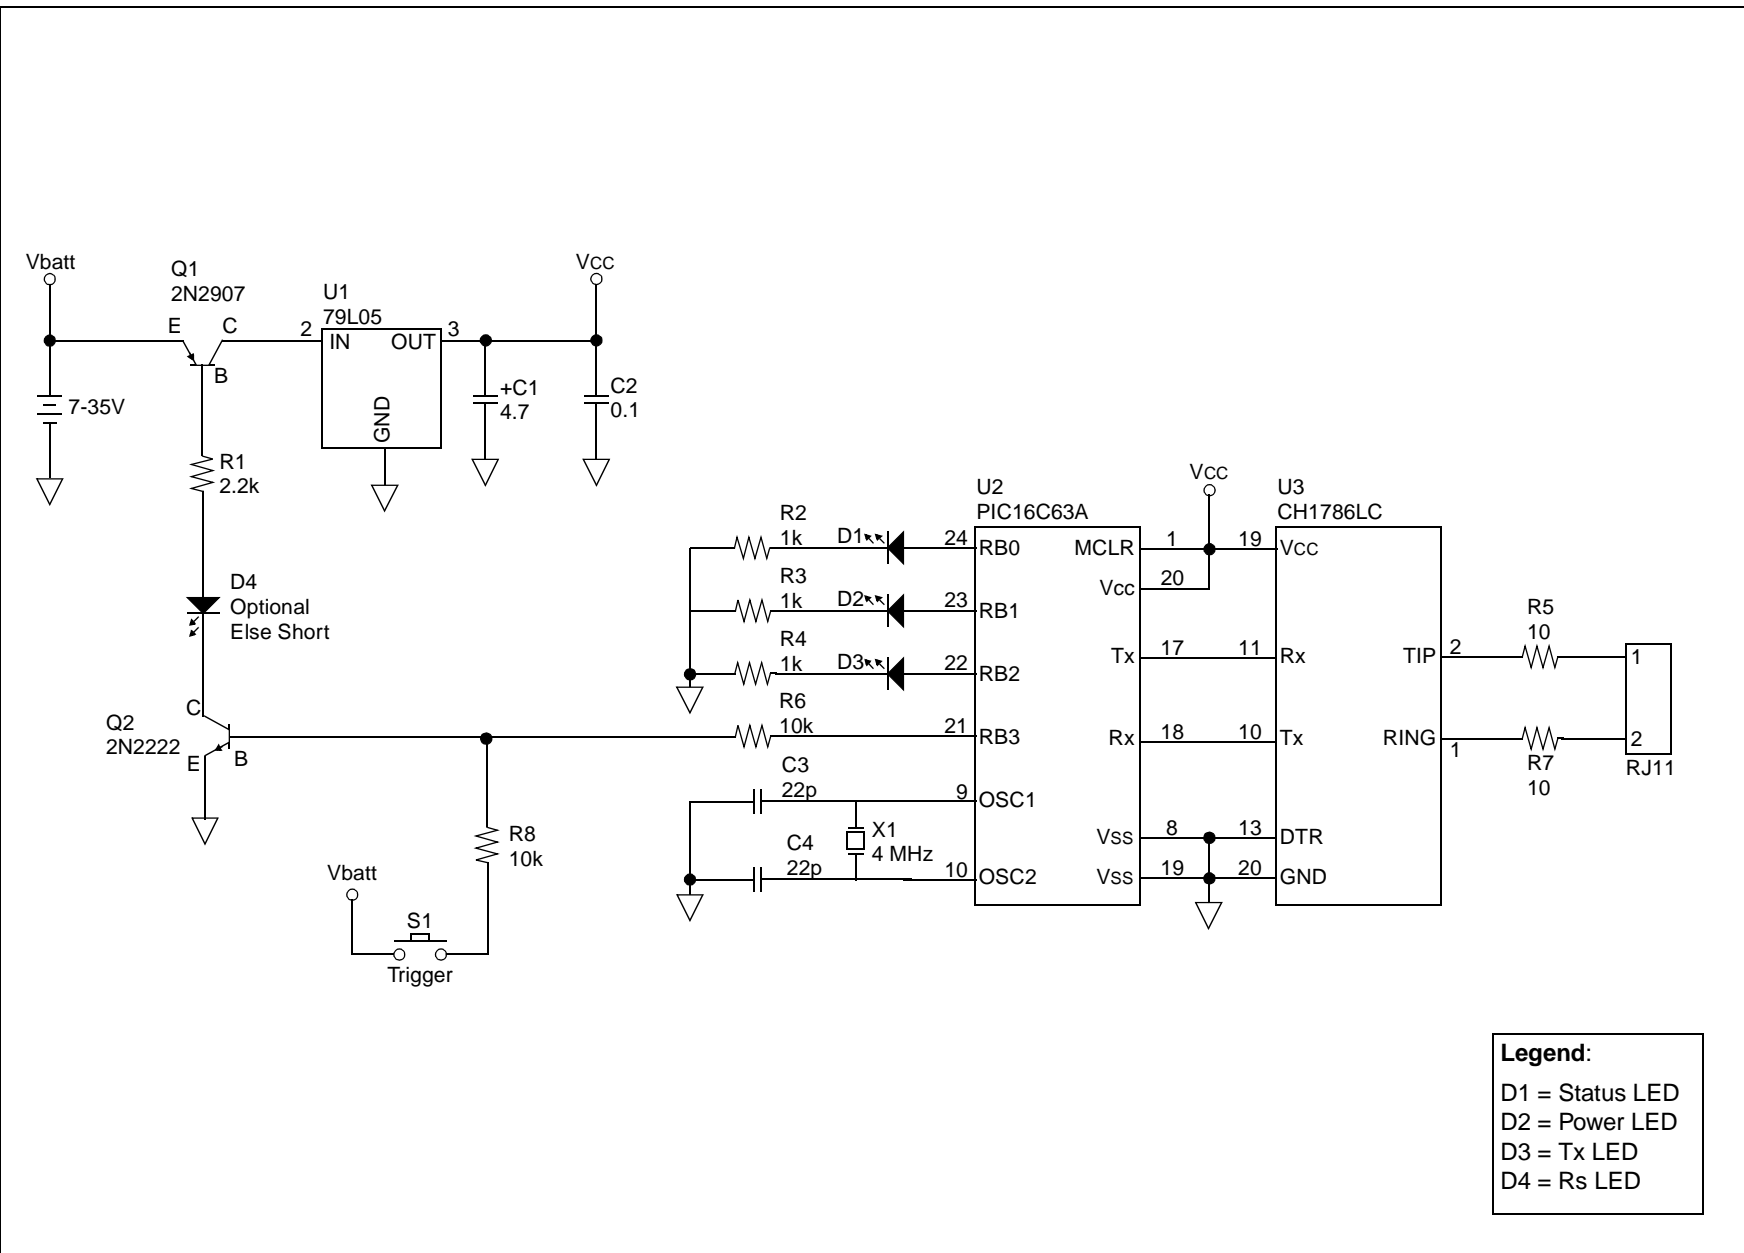 Vbatt
Q1
2N2907
E
C
B
7-35V
U1
79L05
2
IN
OUT
3
GND
Vcc
+C1
4.7
C2
0.1
R1
2.2k
D4
Optional
Else Short
Q2
2N2222
C
E
B
R8
10k
Vbatt
S1
Trigger
R2
1k
D1
24
RB0
R3
1k
D2
23
RB1
R4
1k
D3
22
RB2
R6
10k
21
RB3
C3
22p
9
OSC1
X1
4 MHz
C4
22p
10
OSC2
U2
PIC16C63A
MCLR
1
Vcc
20
Tx
17
Rx
18
Vss
8
Vss
19
Vcc
U3
CH1786LC
19
Vcc
11
Rx
10
Tx
13
DTR
20
GND
TIP
2
RING
1
R5
10
R7
10
1
2
RJ11
Legend:
D1 = Status LED
D2 = Power LED
D3 = Tx LED
D4 = Rs LED